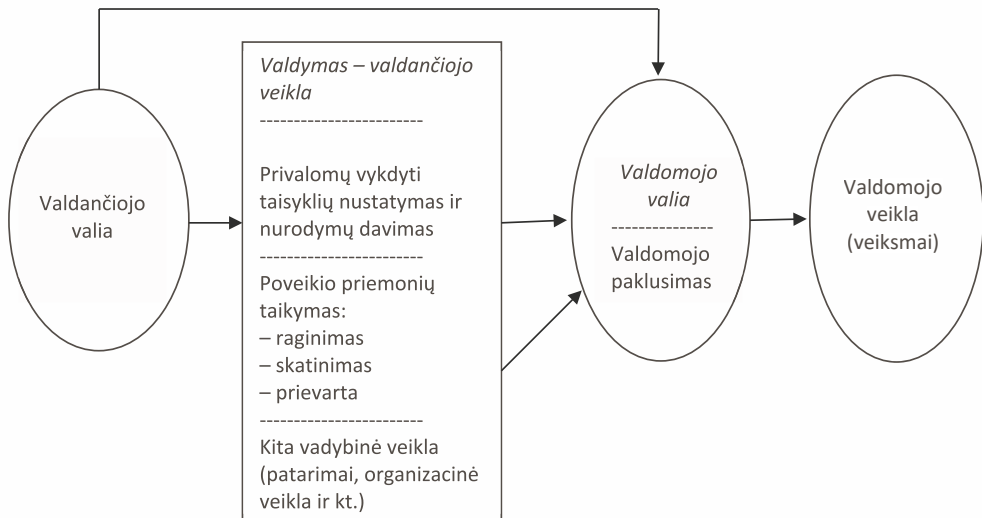 Valdančiojo
valia
Valdymas – valdančiojo
veikla
------------------------
Privalomų vykdyti
taisyklių nustatymas ir
nurodymų davimas
------------------------
Poveikio priemonių
taikymas:
– raginimas
– skatinimas
– prievarta
------------------------
Kita vadybinė veikla
(patarimai, organizacinė
veikla ir kt.)
Valdomojo
valia
---------------
Valdomojo
paklusimas
Valdomojo
veikla
(veiksmai)